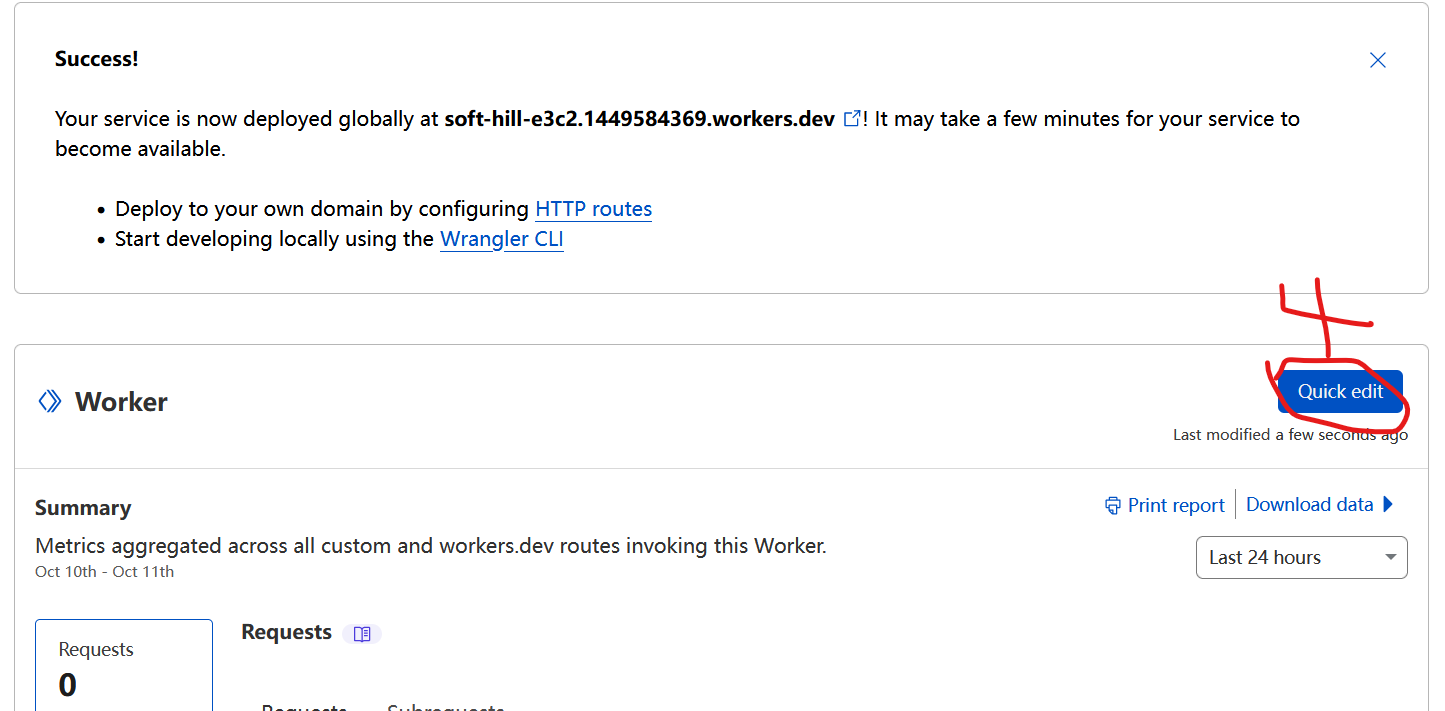 Success!
Your service is now deployed globally at soft-hill-e3c2.1449584369.workers.dev ! It may take a few minutes for your service to
become available.
• Deploy to your own domain by configuring HTTP routes
• Start developing locally using the Wrangler CLI
4
Worker
Quick edit
Last modified a few seconds ago
Summary
Print report
Download data
Metrics aggregated across all custom and workers.dev routes invoking this Worker.
Last 24 hours
Oct 10th - Oct 11th
Requests
0
Requests
Requests
Subrequests